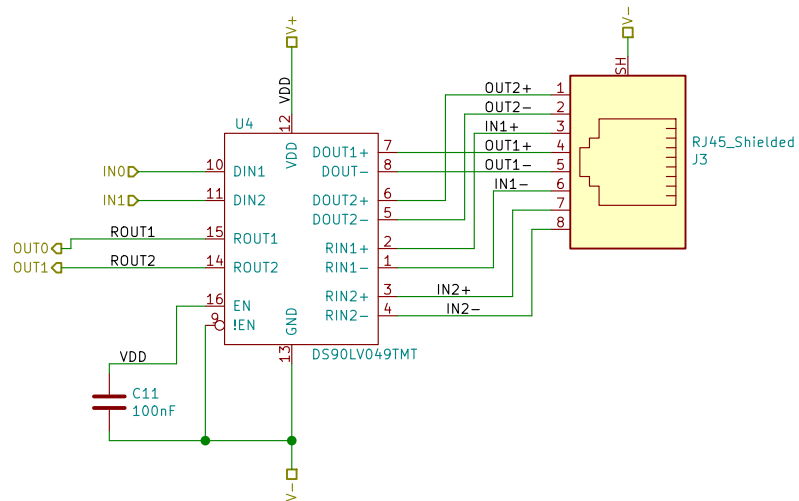 V+
V-
SH
VDD
12
U4
VDD
OUT2+ 1
OUT2- 2
IN1+ 3
OUT1+ 4
OUT1- 5
IN1- 6
7
8
RJ45_Shielded
J3
IN0 10 DIN1
IN1 11 DIN2
OUT0 ROUT1 15 ROUT1
OUT1 ROUT2 14 ROUT2
16 EN
9 !EN
DOUT1+ 7
DOUT- 8
DOUT2+ 6
DOUT2- 5
RIN1+ 2
RIN1- 1
RIN2+ 3 IN2+
RIN2- 4 IN2-
GND
13
DS90LV049TMT
VDD
C11
100nF
V-